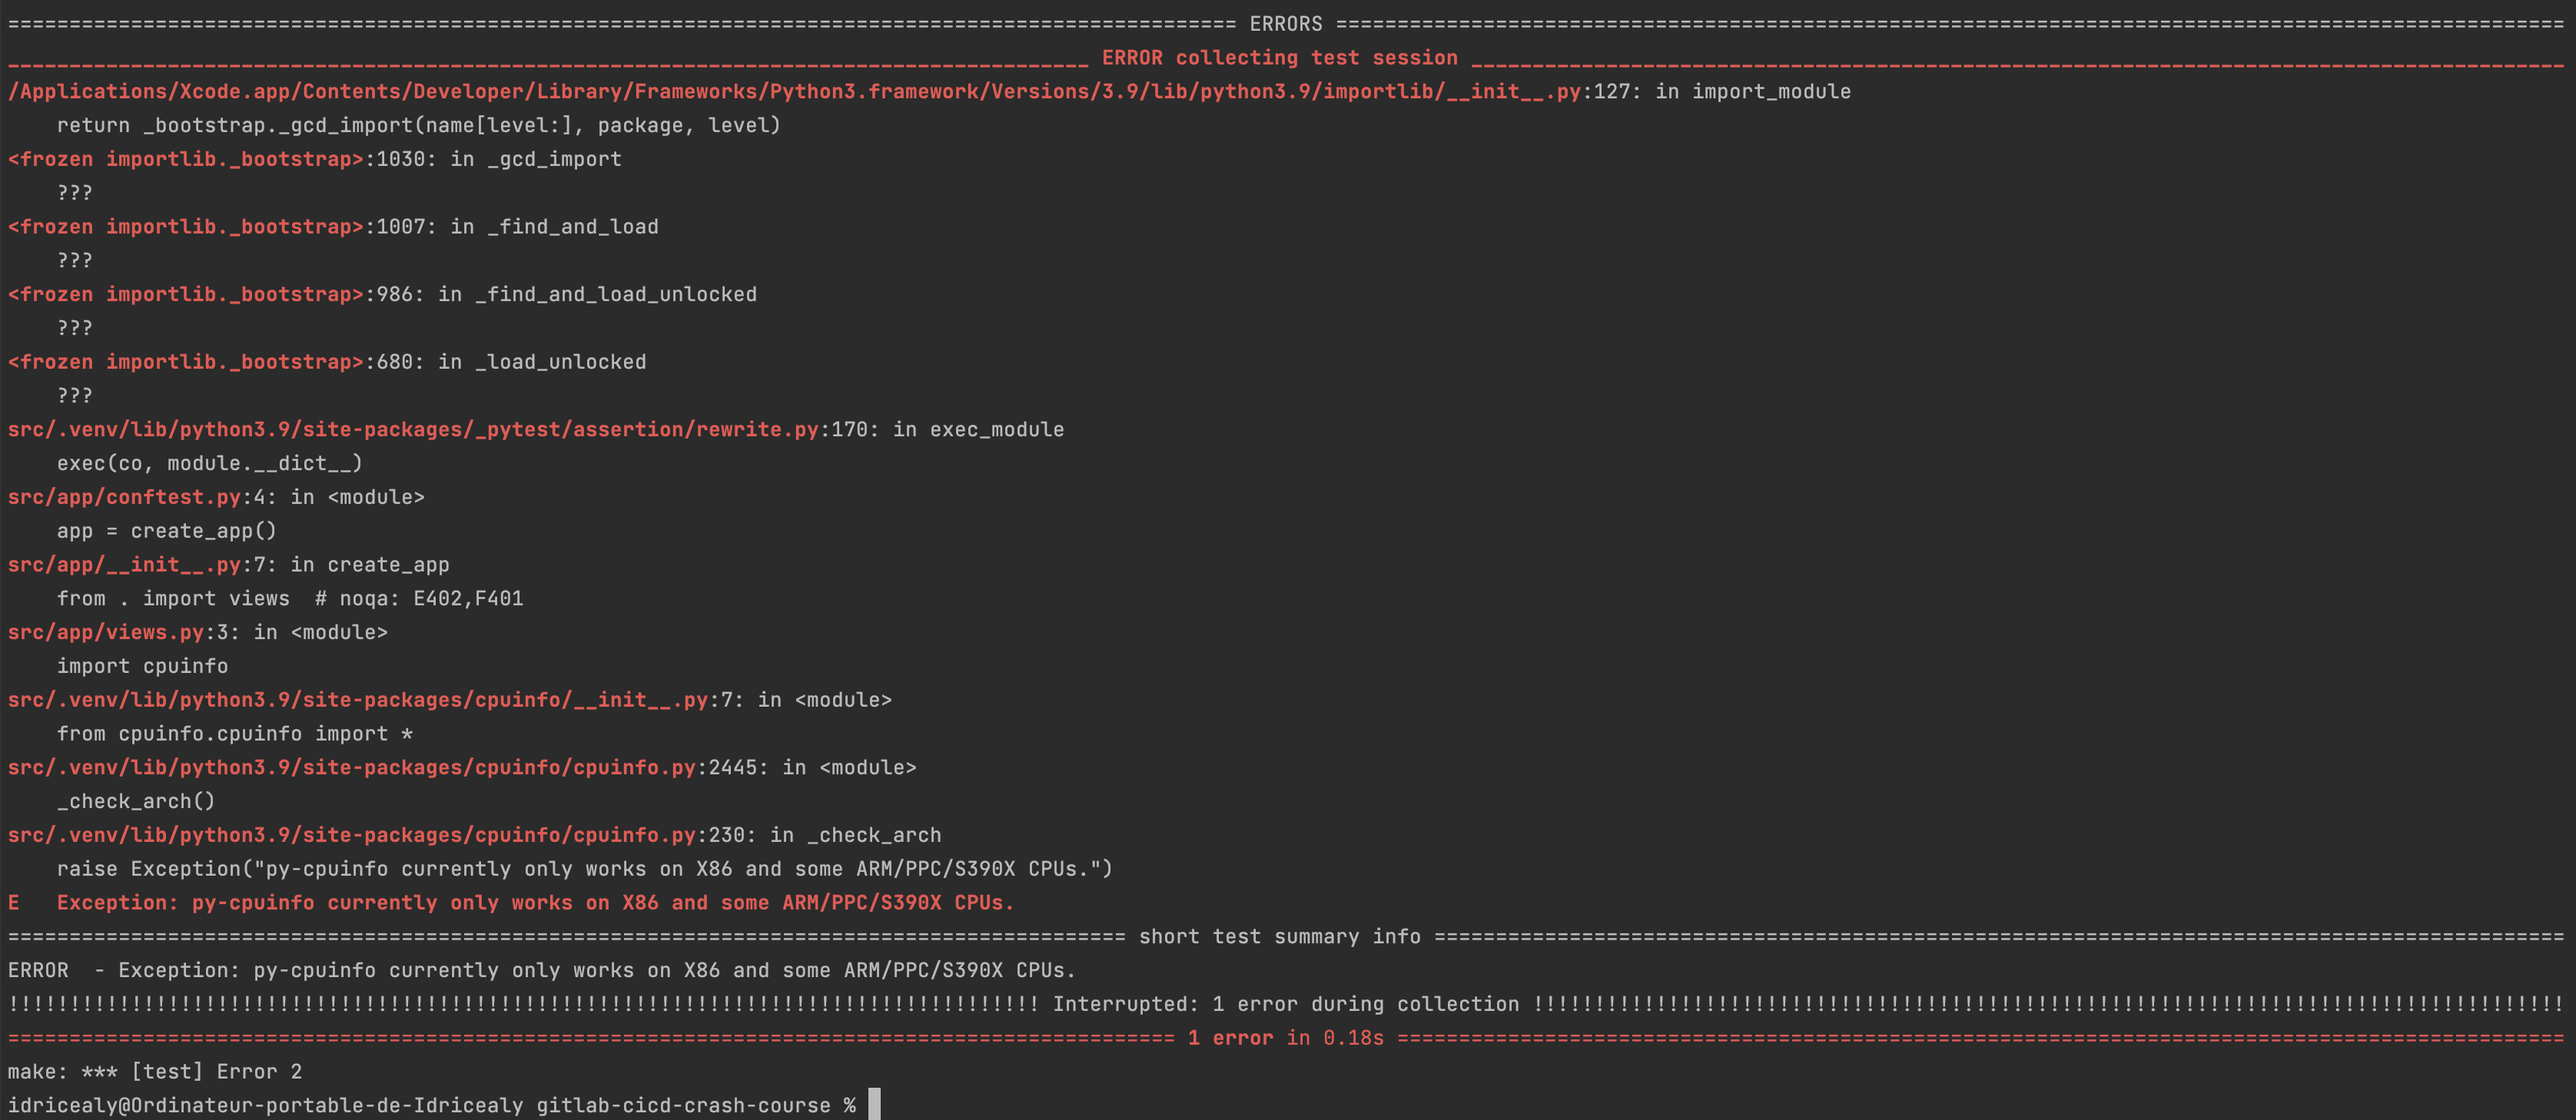 ==================== ERRORS ====================
____________________ ERROR collecting test session ____________________
/Applications/Xcode.app/Contents/Developer/Library/Frameworks/Python3.framework/Versions/3.9/lib/python3.9/importlib/__init__.py:127: in import_module
    return _bootstrap._gcd_import(name[level:], package, level)
<frozen importlib._bootstrap>:1030: in _gcd_import
    ???
<frozen importlib._bootstrap>:1007: in _find_and_load
    ???
<frozen importlib._bootstrap>:986: in _find_and_load_unlocked
    ???
<frozen importlib._bootstrap>:680: in _load_unlocked
    ???
src/.venv/lib/python3.9/site-packages/_pytest/assertion/rewrite.py:170: in exec_module
    exec(co, module.__dict__)
src/app/conftest.py:4: in <module>
    app = create_app()
src/app/__init__.py:7: in create_app
    from . import views  # noqa: E402,F401
src/app/views.py:3: in <module>
    import cpuinfo
src/.venv/lib/python3.9/site-packages/cpuinfo/__init__.py:7: in <module>
    from cpuinfo.cpuinfo import *
src/.venv/lib/python3.9/site-packages/cpuinfo/cpuinfo.py:2445: in <module>
    _check_arch()
src/.venv/lib/python3.9/site-packages/cpuinfo/cpuinfo.py:230: in _check_arch
    raise Exception("py-cpuinfo currently only works on X86 and some ARM/PPC/S390X CPUs.")
E   Exception: py-cpuinfo currently only works on X86 and some ARM/PPC/S390X CPUs.
==================== short test summary info ====================
ERROR  - Exception: py-cpuinfo currently only works on X86 and some ARM/PPC/S390X CPUs.
!!!!!!!!!!!!!!!!!!!! Interrupted: 1 error during collection !!!!!!!!!!!!!!!!!!!!
==================== 1 error in 0.18s ====================
make: *** [test] Error 2
idricealy@Ordinateur-portable-de-Idricealy gitlab-cicd-crash-course %